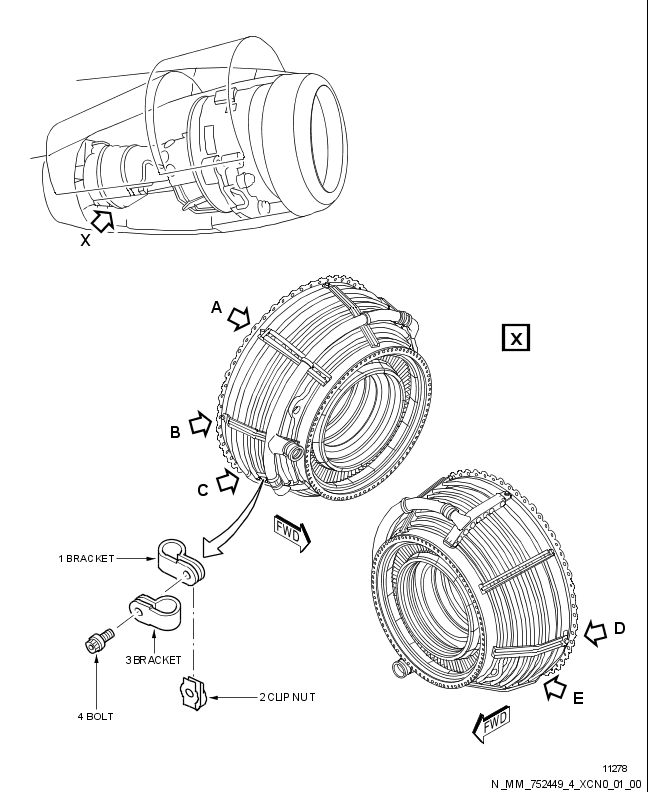 X
A
X
B
C
FWD
1 BRACKET
D
3 BRACKET
2 CLIP NUT
E
4 BOLT
FWD
11278
N_MM_752449_4_XCN0_01_00